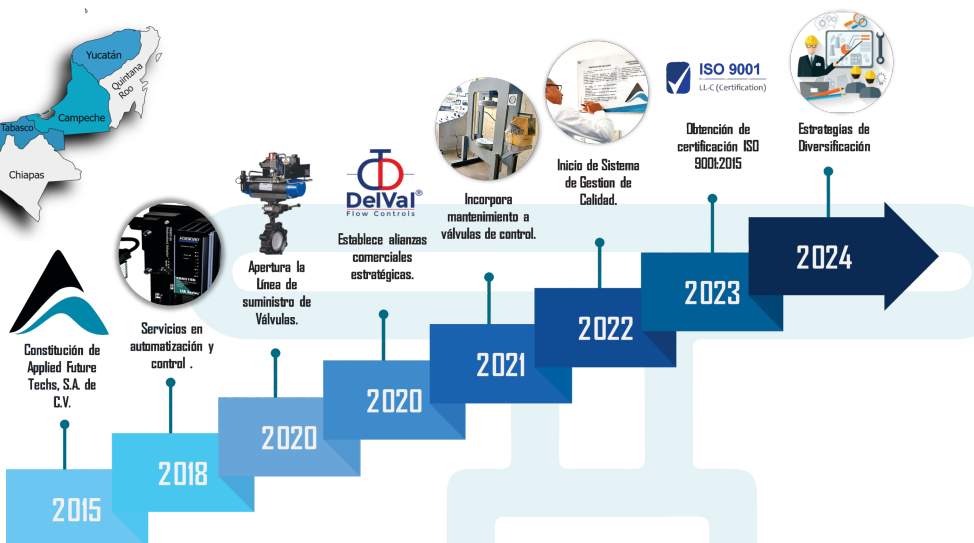 b
Yucatán
Quintana
Roo
Campeche
Tabasco
Chiapas
Constitución de
Applied Future
Techs, S.A. de
C.V.
2015
Servicios en
automatización y
control .
2018
Apertura la
Línea de
suministro de
Válvulas.
2020
DelVal®
Flow Controls
Establece alianzas
comerciales
estratégicas.
2020
Incorpora
mantenimiento a
válvulas de control.
2021
Inicio de Sistema
de Gestion de
Calidad.
2022
ISO 9001
LL-C (Certification)
Obtención de
certificación ISO
9001:2015
2023
Estrategias de
Diversificación
2024